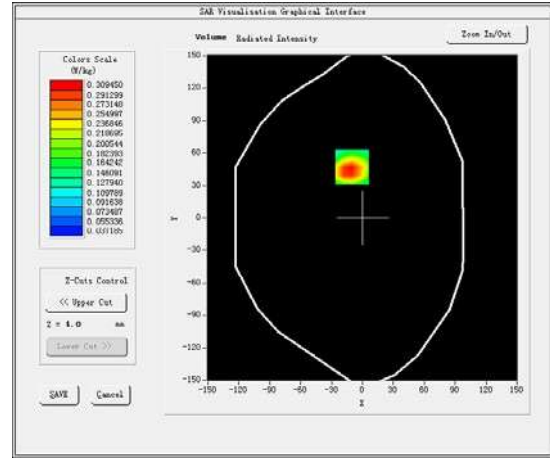 SAR Visualisation Graphical Interface
Volume Radiated Intensity
Zoom In/Out
Colors Scale
(W/kg)
0.309450
0.291299
0.273148
0.254997
0.236846
0.218695
0.200544
0.182393
0.164242
0.146091
0.127940
0.109789
0.091638
0.073487
0.055336
0.037185
150
120
90
60
30
0
-30
-60
-90
-120
-150
Y
-150 -120 -90 -60 -30 0 30 60 90 120 150
X
Z-Cuts Control
<< Upper Cut
Z = 4.0 mm
Lower Cut >>
SAVE Cancel